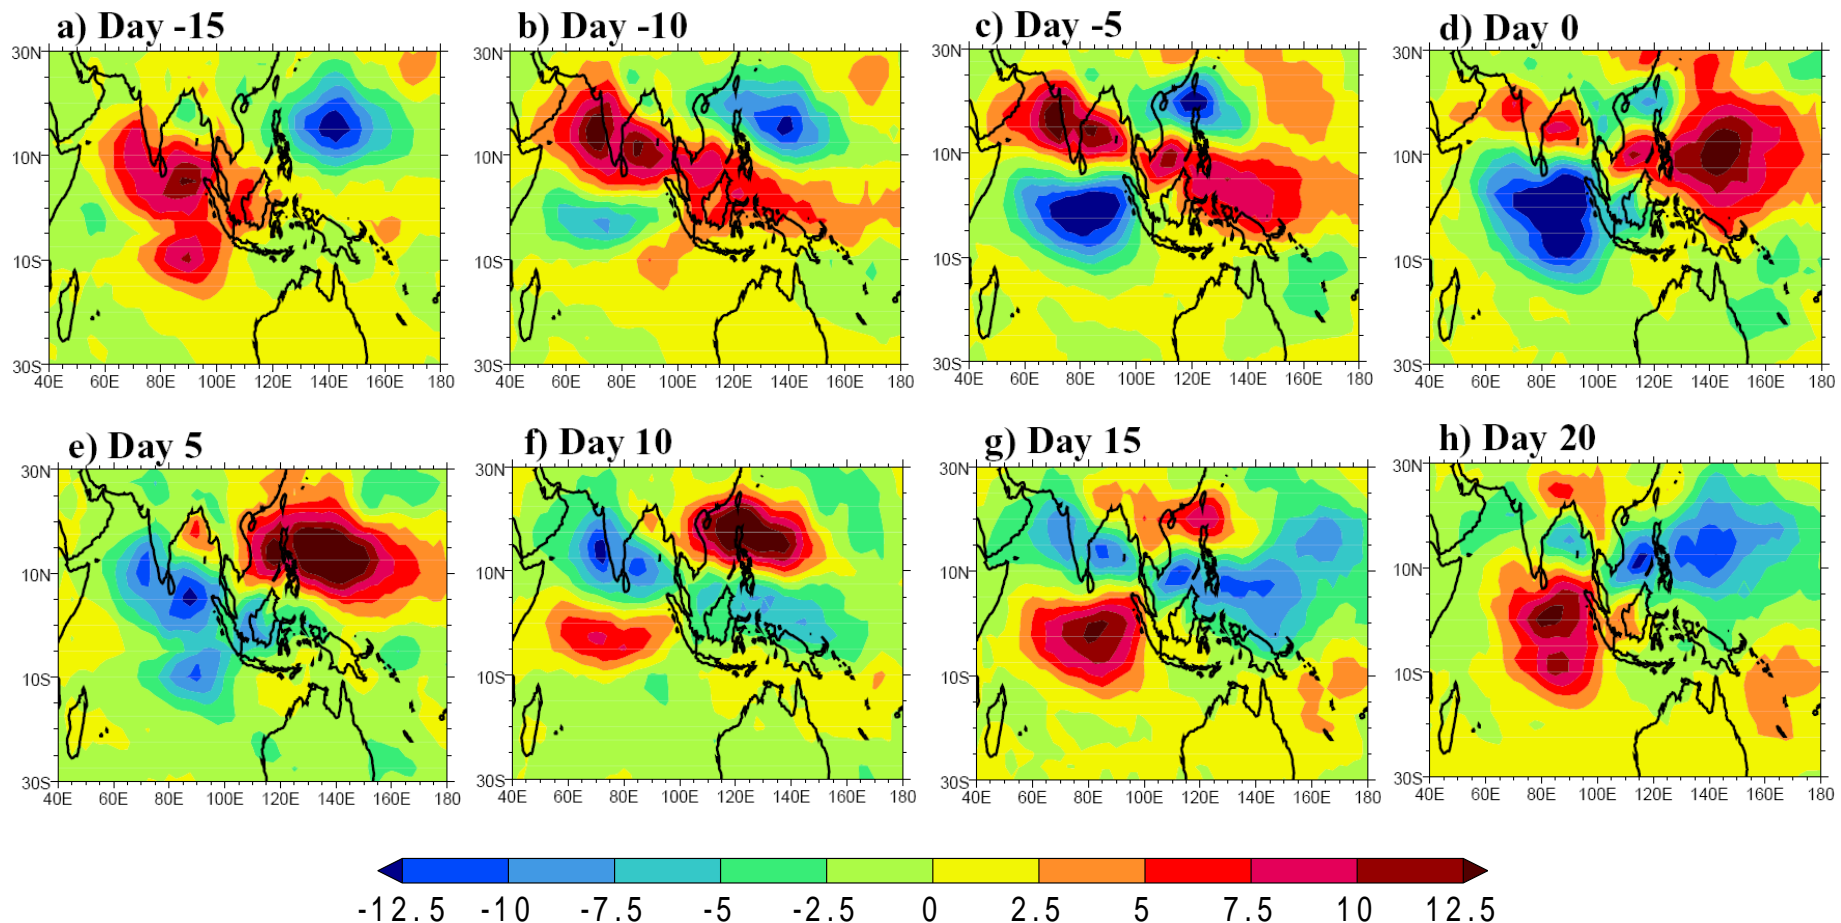 a) Day -15
b) Day -10
c) Day -5
d) Day 0
30N
10N
10S
30S
40E 60E 80E 100E 120E 140E 160E 180
30N
10N
10S
30S
40E 60E 80E 100E 120E 140E 160E 180
30N
10N
10S
30S
40E 60E 80E 100E 120E 140E 160E 180
30N
10N
10S
30S
40E 60E 80E 100E 120E 140E 160E 180
e) Day 5
f) Day 10
g) Day 15
h) Day 20
30N
10N
10S
30S
40E 60E 80E 100E 120E 140E 160E 180
30N
10N
10S
30S
40E 60E 80E 100E 120E 140E 160E 180
30N
10N
10S
30S
40E 60E 80E 100E 120E 140E 160E 180
30N
10N
10S
30S
40E 60E 80E 100E 120E 140E 160E 180
-12.5 -10 -7.5 -5 -2.5 0 2.5 5 7.5 10 12.5